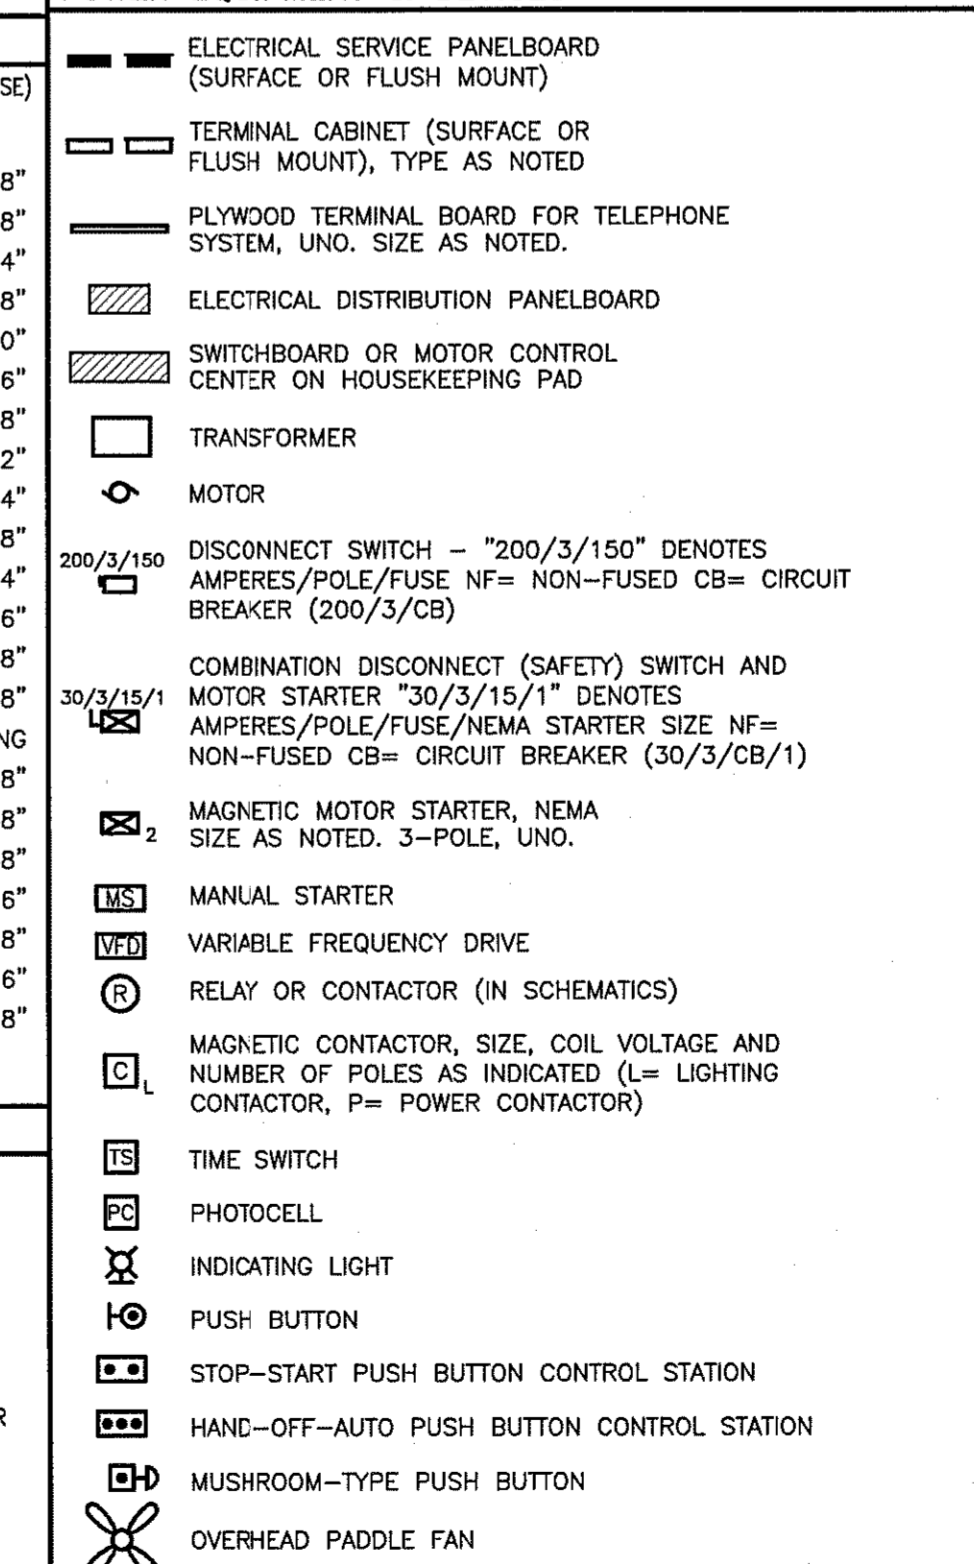 SE)
8"
8"
4"
8"
0"
6"
8"
2"
4"
8"
4"
6"
8"
8"
NG
8"
8"
8"
6"
8"
6"
8"
R
ELECTRICAL SERVICE PANELBOARD
(SURFACE OR FLUSH MOUNT)
TERMINAL CABINET (SURFACE OR
FLUSH MOUNT), TYPE AS NOTED
PLYWOOD TERMINAL BOARD FOR TELEPHONE
SYSTEM, UNO. SIZE AS NOTED.
ELECTRICAL DISTRIBUTION PANELBOARD
SWITCHBOARD OR MOTOR CONTROL
CENTER ON HOUSEKEEPING PAD
TRANSFORMER
MOTOR
200/3/150
DISCONNECT SWITCH – "200/3/150" DENOTES
AMPERES/POLE/FUSE NF= NON–FUSED CB= CIRCUIT
BREAKER (200/3/CB)
30/3/15/1
COMBINATION DISCONNECT (SAFETY) SWITCH AND
MOTOR STARTER "30/3/15/1" DENOTES
AMPERES/POLE/FUSE/NEMA STARTER SIZE NF=
NON–FUSED CB= CIRCUIT BREAKER (30/3/CB/1)
2
MAGNETIC MOTOR STARTER, NEMA
SIZE AS NOTED. 3–POLE, UNO.
MS MANUAL STARTER
VFD VARIABLE FREQUENCY DRIVE
R RELAY OR CONTACTOR (IN SCHEMATICS)
C L
MAGNETIC CONTACTOR, SIZE, COIL VOLTAGE AND
NUMBER OF POLES AS INDICATED (L= LIGHTING
CONTACTOR, P= POWER CONTACTOR)
TS TIME SWITCH
PC PHOTOCELL
INDICATING LIGHT
PUSH BUTTON
STOP–START PUSH BUTTON CONTROL STATION
HAND–OFF–AUTO PUSH BUTTON CONTROL STATION
MUSHROOM–TYPE PUSH BUTTON
OVERHEAD PADDLE FAN